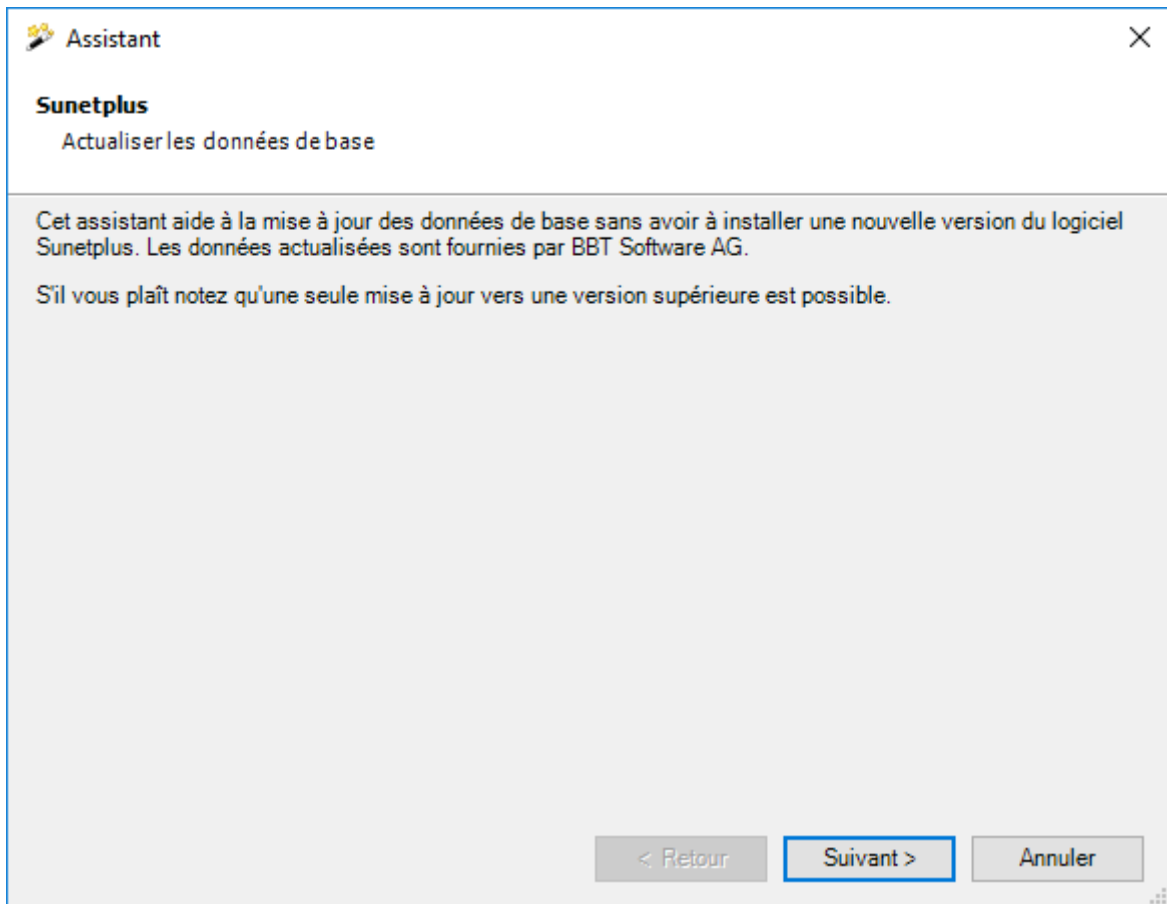 Assistant
Sunetplus
Actualiser les données de base
Cet assistant aide à la mise à jour des données de base sans avoir à installer une nouvelle version du logiciel
Sunetplus. Les données actualisées sont fournies par BBT Software AG.
S'il vous plaît notez qu'une seule mise à jour vers une version supérieure est possible.
< Retour
Suivant >
Annuler